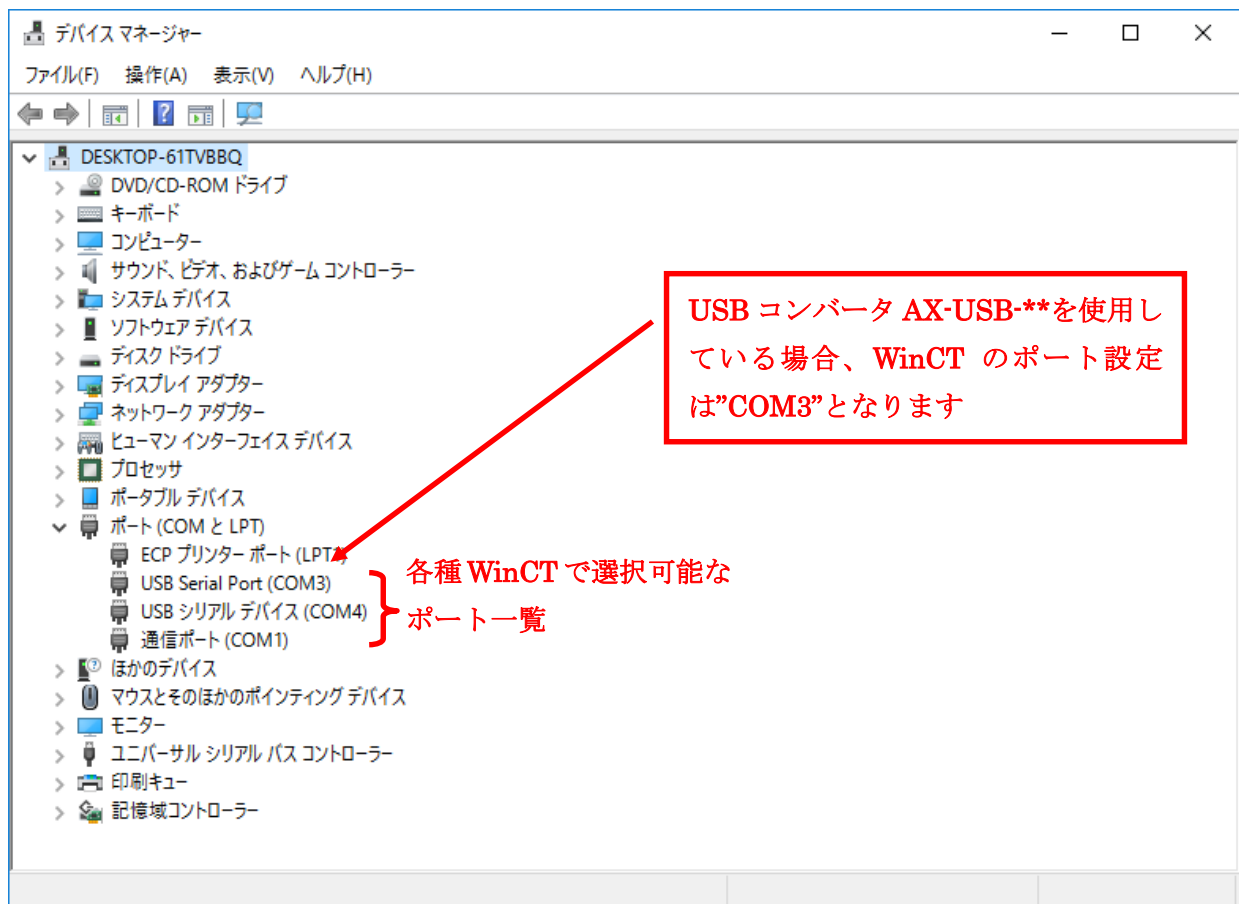 デバイス マネージャー
ファイル(F) 操作(A) 表示(V) ヘルプ(H)
DESKTOP-61TVBBQ
DVD/CD-ROM ドライブ
キーボード
コンピューター
サウンド、ビデオ、およびゲーム コントローラー
システム デバイス
ソフトウェア デバイス
ディスク ドライブ
ディスプレイ アダプター
ネットワーク アダプター
ヒューマン インターフェイス デバイス
プロセッサ
ポータブル デバイス
ポート (COM と LPT)
ECP プリンター ポート (LPT1)
USB Serial Port (COM3)
USB シリアル デバイス (COM4)
通信ポート (COM1)
ほかのデバイス
マウスとそのほかのポインティング デバイス
モニター
ユニバーサル シリアル バス コントローラー
印刷キュー
記憶域コントローラー
USB コンバータ AX-USB-**を使用し
ている場合、WinCT のポート設定
は”COM3”となります
各種 WinCT で選択可能な
ポート一覧